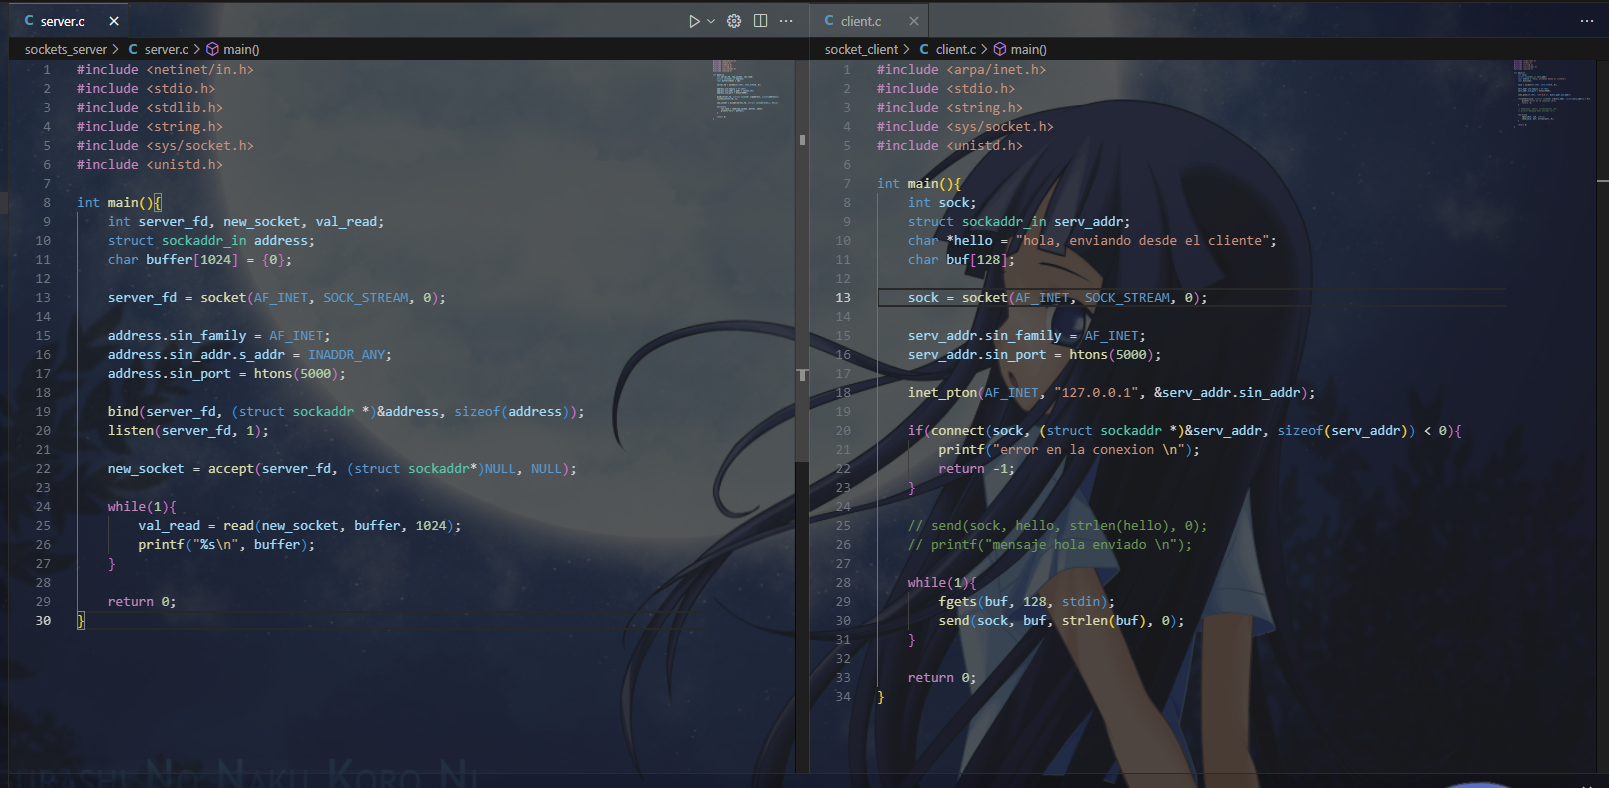 server.c
sockets_server > server.c > main()
1 #include <netinet/in.h>
2 #include <stdio.h>
3 #include <stdlib.h>
4 #include <string.h>
5 #include <sys/socket.h>
6 #include <unistd.h>
7
8 int main(){
9 int server_fd, new_socket, val_read;
10 struct sockaddr_in address;
11 char buffer[1024] = {0};
12
13 server_fd = socket(AF_INET, SOCK_STREAM, 0);
14
15 address.sin_family = AF_INET;
16 address.sin_addr.s_addr = INADDR_ANY;
17 address.sin_port = htons(5000);
18
19 bind(server_fd, (struct sockaddr *)&address, sizeof(address));
20 listen(server_fd, 1);
21
22 new_socket = accept(server_fd, (struct sockaddr*)NULL, NULL);
23
24 while(1){
25 val_read = read(new_socket, buffer, 1024);
26 printf("%s\n", buffer);
27 }
28
29 return 0;
30 }
client.c
socket_client > client.c > main()
1 #include <arpa/inet.h>
2 #include <stdio.h>
3 #include <string.h>
4 #include <sys/socket.h>
5 #include <unistd.h>
6
7 int main(){
8 int sock;
9 struct sockaddr_in serv_addr;
10 char *hello = "hola, enviando desde el cliente";
11 char buf[128];
12
13 sock = socket(AF_INET, SOCK_STREAM, 0);
14
15 serv_addr.sin_family = AF_INET;
16 serv_addr.sin_port = htons(5000);
17
18 inet_pton(AF_INET, "127.0.0.1", &serv_addr.sin_addr);
19
20 if(connect(sock, (struct sockaddr *)&serv_addr, sizeof(serv_addr)) < 0){
21 printf("error en la conexion \n");
22 return -1;
23 }
24
25 // send(sock, hello, strlen(hello), 0);
26 // printf("mensaje hola enviado \n");
27
28 while(1){
29 fgets(buf, 128, stdin);
30 send(sock, buf, strlen(buf), 0);
31 }
32
33 return 0;
34 }
No Naku Koro Ni